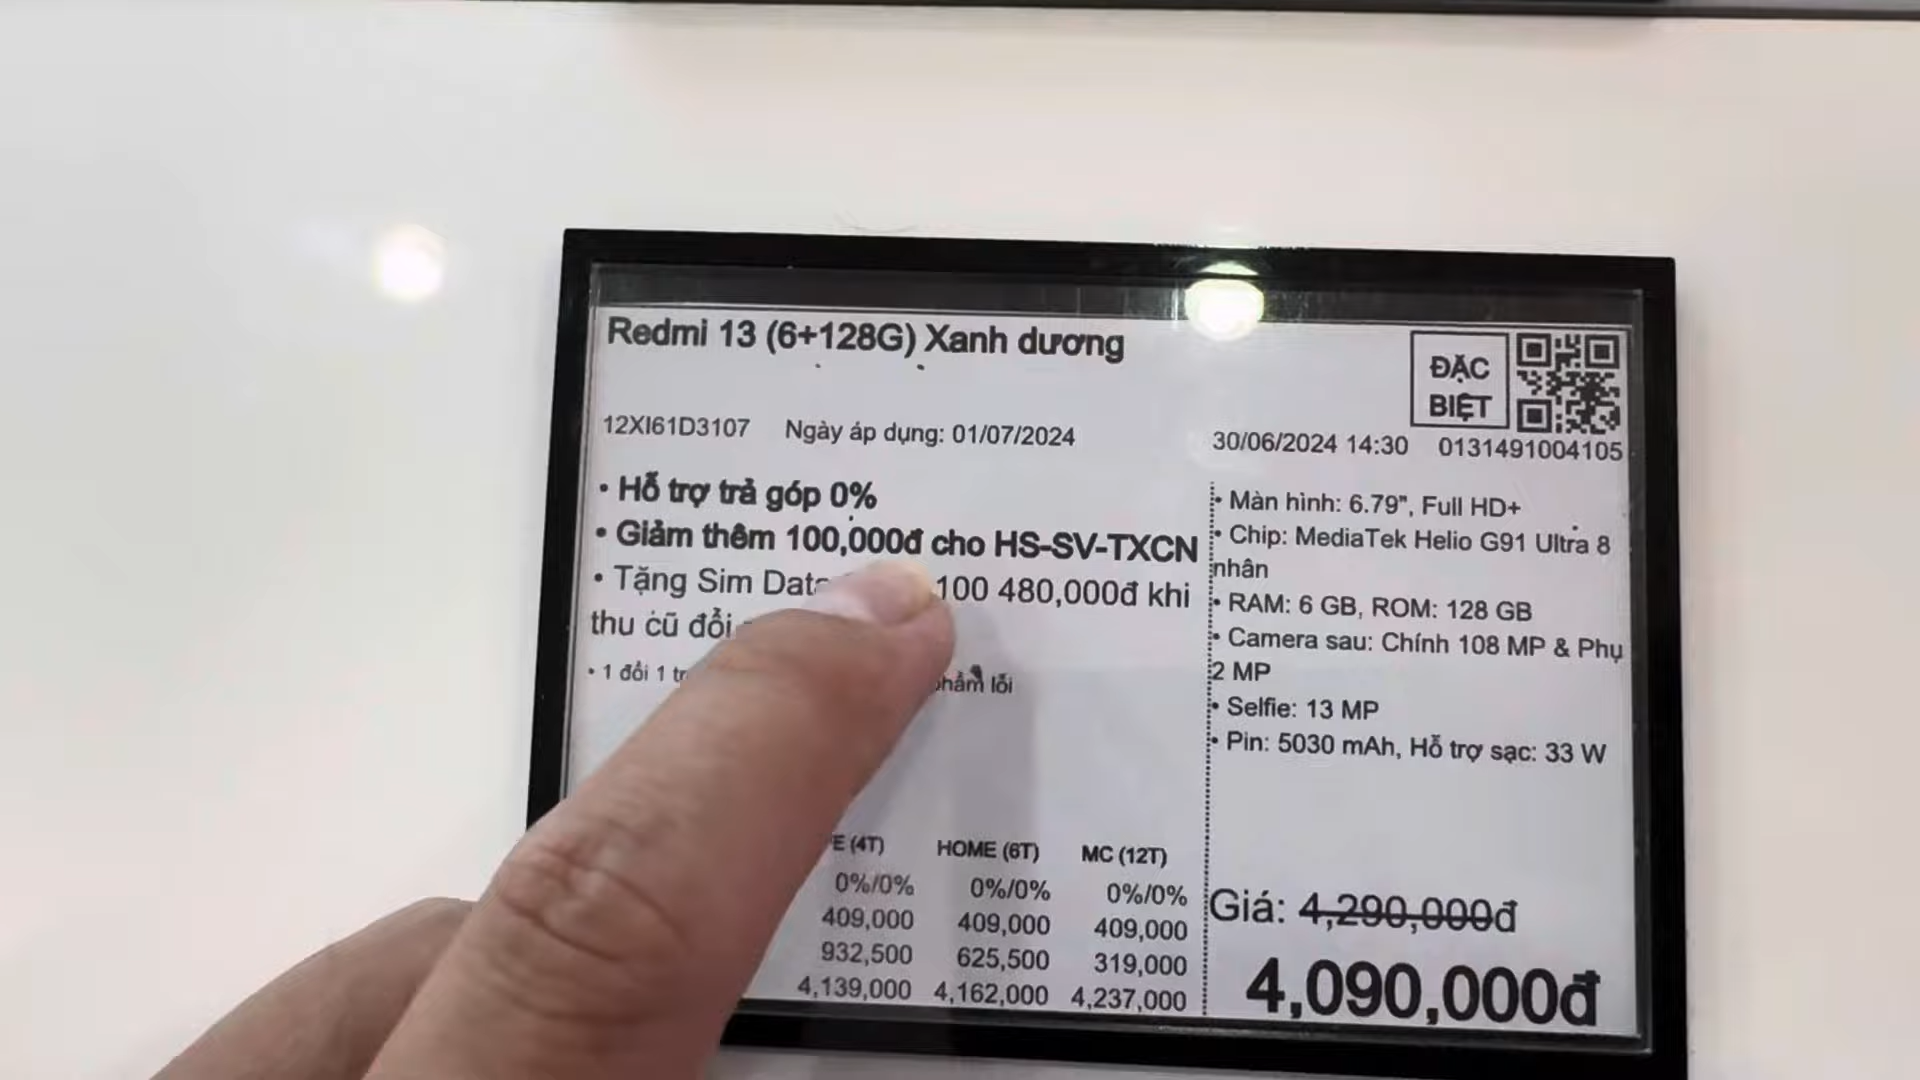 Redmi 13 (6+128G) Xanh dương
ĐẶC
BIỆT
12XI61D3107 Ngày áp dụng: 01/07/2024
30/06/2024 14:30 0131491004105
• Hỗ trợ trả góp 0%
• Giảm thêm 100,000đ cho HS-SV-TXCN
• Tặng Sim Data 100 480,000đ khi
thu cũ đổi
• 1 đổi 1 phẩm lỗi
(4T) HOME (6T) MC (12T)
0%/0% 0%/0% 0%/0%
409,000 409,000 409,000
932,500 625,500 319,000
4,139,000 4,162,000 4,237,000
• Màn hình: 6.79", Full HD+
• Chip: MediaTek Helio G91 Ultra 8
nhân
• RAM: 6 GB, ROM: 128 GB
• Camera sau: Chính 108 MP & Phụ
2 MP
• Selfie: 13 MP
• Pin: 5030 mAh, Hỗ trợ sạc: 33 W
Giá: 4,290,000đ
4,090,000đ